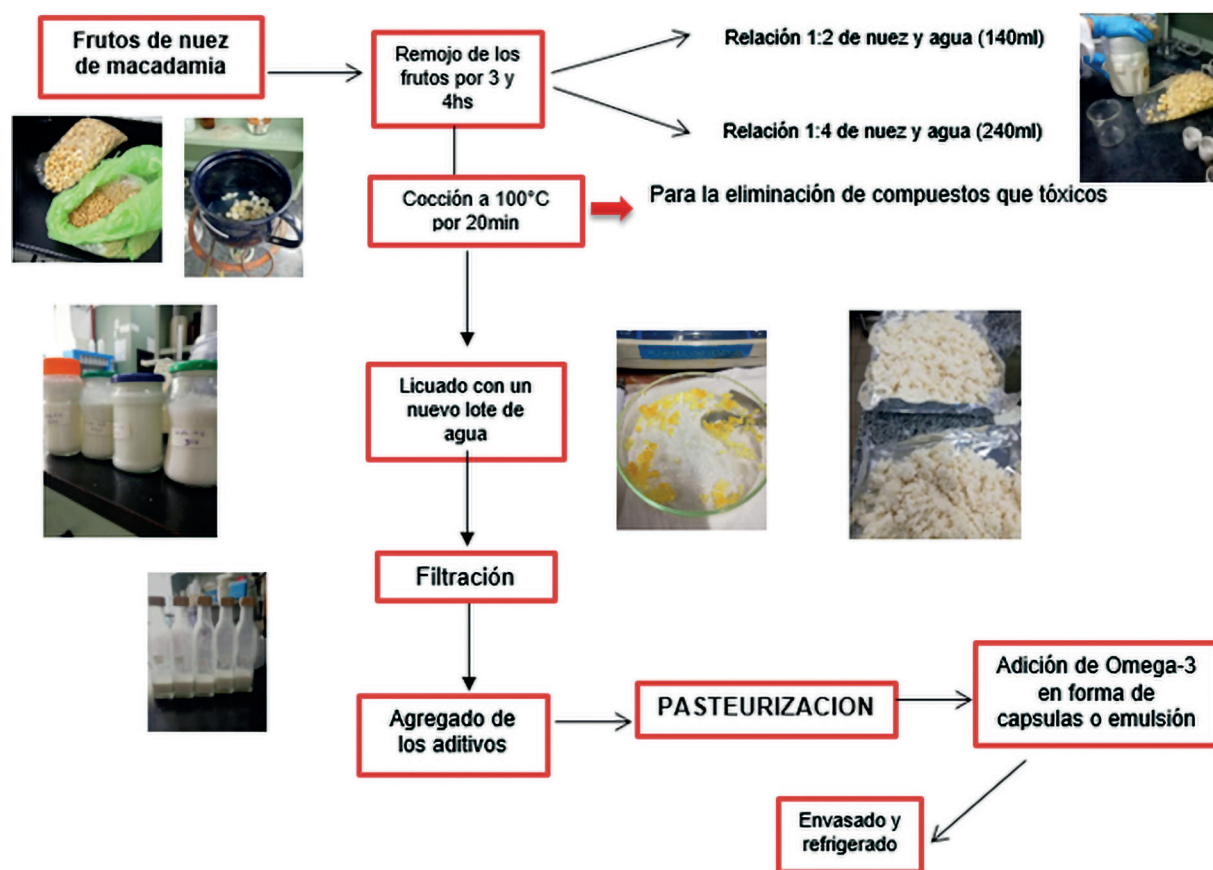 Frutos de nuez
de macadamia
Remojo de los
frutos por 3 y
4hs
Relación 1:2 de nuez y agua (140ml)
Relación 1:4 de nuez y agua (240ml)
Cocción a 100°C
por 20min
Para la eliminación de compuestos que tóxicos
Licuado con un
nuevo lote de
agua
Filtración
Agregado de
los aditivos
PASTEURIZACION
Adición de Omega-3
en forma de
capsulas o emulsión
Envasado y
refrigerado